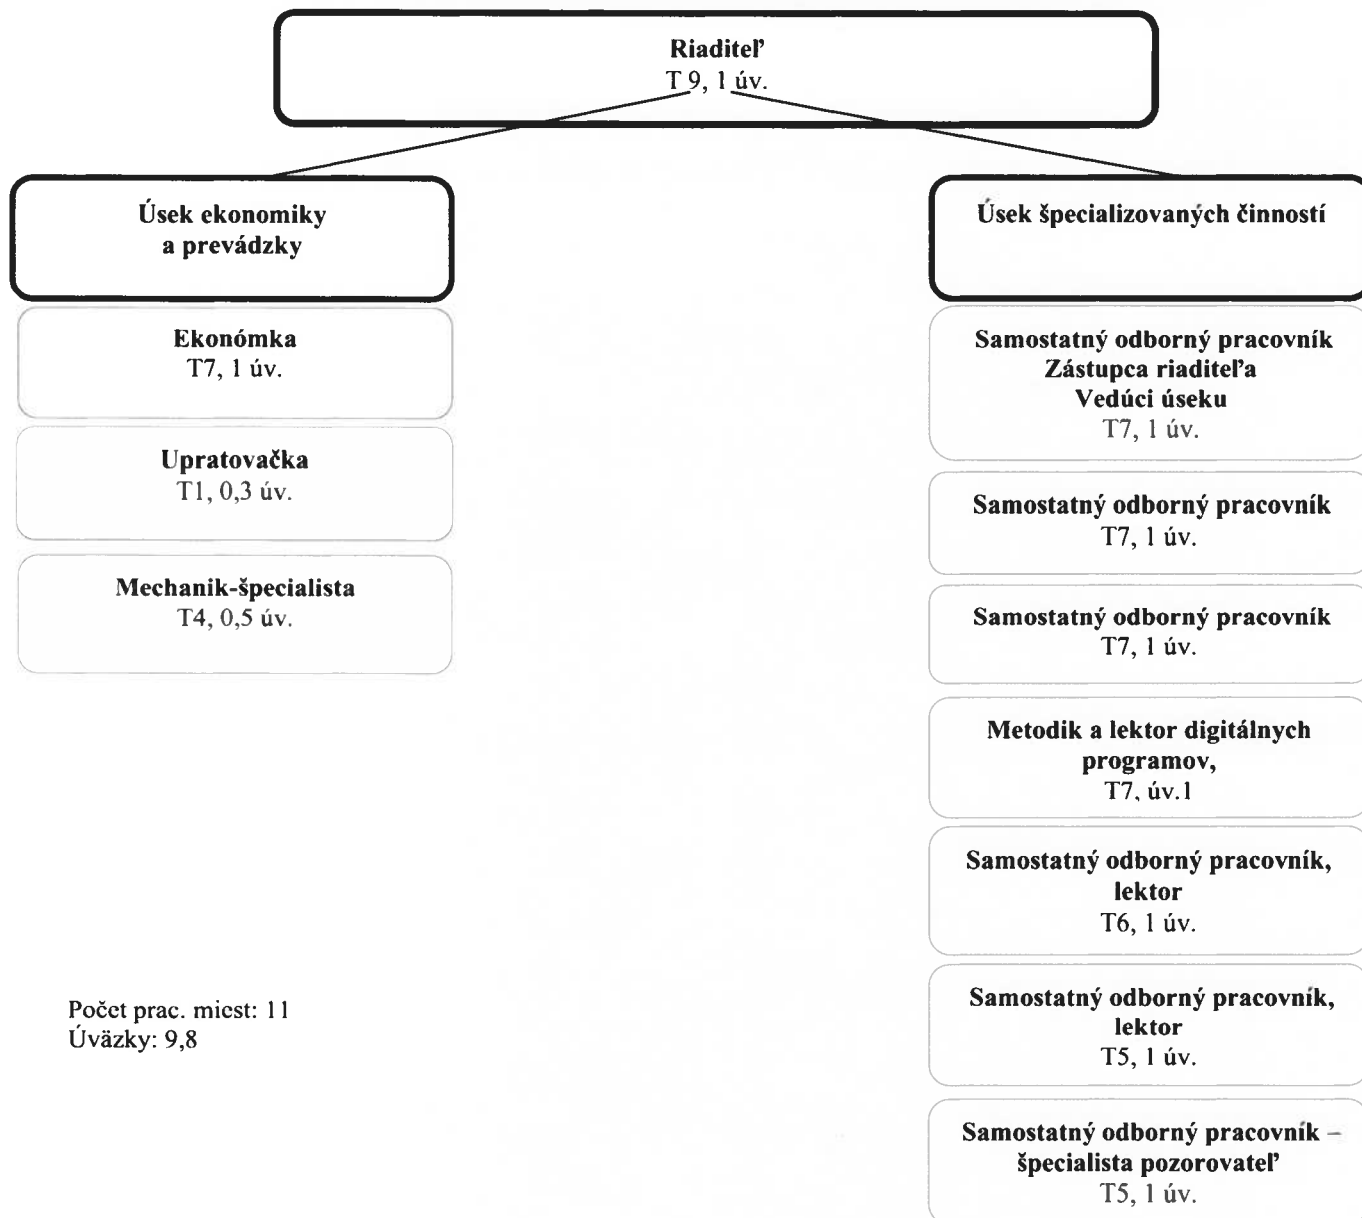 Riaditeľ
T 9, 1 úv.
Úsek ekonomiky
a prevádzky
Ekonómka
T7, 1 úv.
Upratovačka
T1, 0,3 úv.
Mechanik-špecialista
T4, 0,5 úv.
Úsek špecializovaných činností
Samostatný odborný pracovník
Zástupca riaditeľa
Vedúci úseku
T7, 1 úv.
Samostatný odborný pracovník
T7, 1 úv.
Samostatný odborný pracovník
T7, 1 úv.
Metodik a lektor digitálnych
programov,
T7, úv.1
Samostatný odborný pracovník,
lektor
T6, 1 úv.
Samostatný odborný pracovník,
lektor
T5, 1 úv.
Samostatný odborný pracovník –
špecialista pozorovateľ
T5, 1 úv.
Počet prac. miest: 11
Úväzky: 9,8